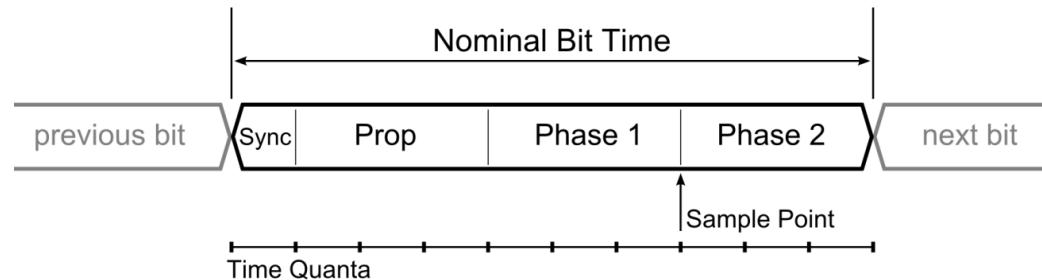 Nominal Bit Time
previous bit Sync Prop Phase 1 Phase 2 next bit
Sample Point
Time Quanta